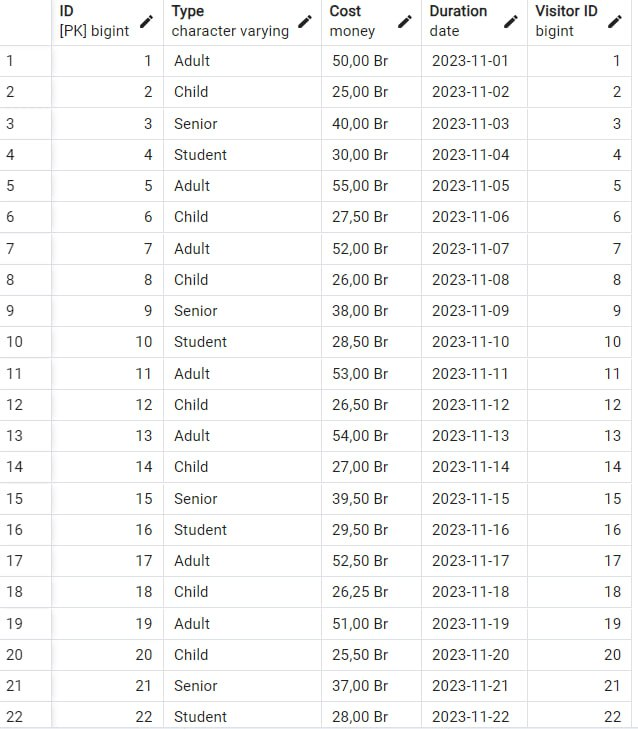 ID Type Cost Duration Visitor ID
[PK] bigint character varying money date bigint
1 1 Adult 50,00 Br 2023-11-01 1
2 2 Child 25,00 Br 2023-11-02 2
3 3 Senior 40,00 Br 2023-11-03 3
4 4 Student 30,00 Br 2023-11-04 4
5 5 Adult 55,00 Br 2023-11-05 5
6 6 Child 27,50 Br 2023-11-06 6
7 7 Adult 52,00 Br 2023-11-07 7
8 8 Child 26,00 Br 2023-11-08 8
9 9 Senior 38,00 Br 2023-11-09 9
10 10 Student 28,50 Br 2023-11-10 10
11 11 Adult 53,00 Br 2023-11-11 11
12 12 Child 26,50 Br 2023-11-12 12
13 13 Adult 54,00 Br 2023-11-13 13
14 14 Child 27,00 Br 2023-11-14 14
15 15 Senior 39,50 Br 2023-11-15 15
16 16 Student 29,50 Br 2023-11-16 16
17 17 Adult 52,50 Br 2023-11-17 17
18 18 Child 26,25 Br 2023-11-18 18
19 19 Adult 51,00 Br 2023-11-19 19
20 20 Child 25,50 Br 2023-11-20 20
21 21 Senior 37,00 Br 2023-11-21 21
22 22 Student 28,00 Br 2023-11-22 22